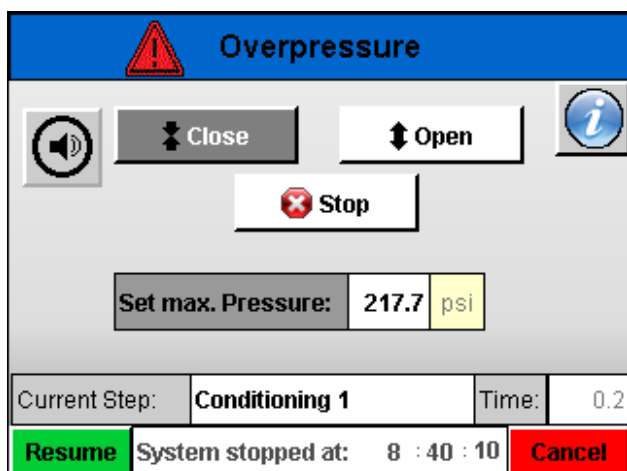 Overpressure
Close Open
Stop
Set max. Pressure: 217.7 psi
Current Step: Conditioning 1 Time: 0.2
Resume System stopped at: 8 : 40 : 10 Cancel